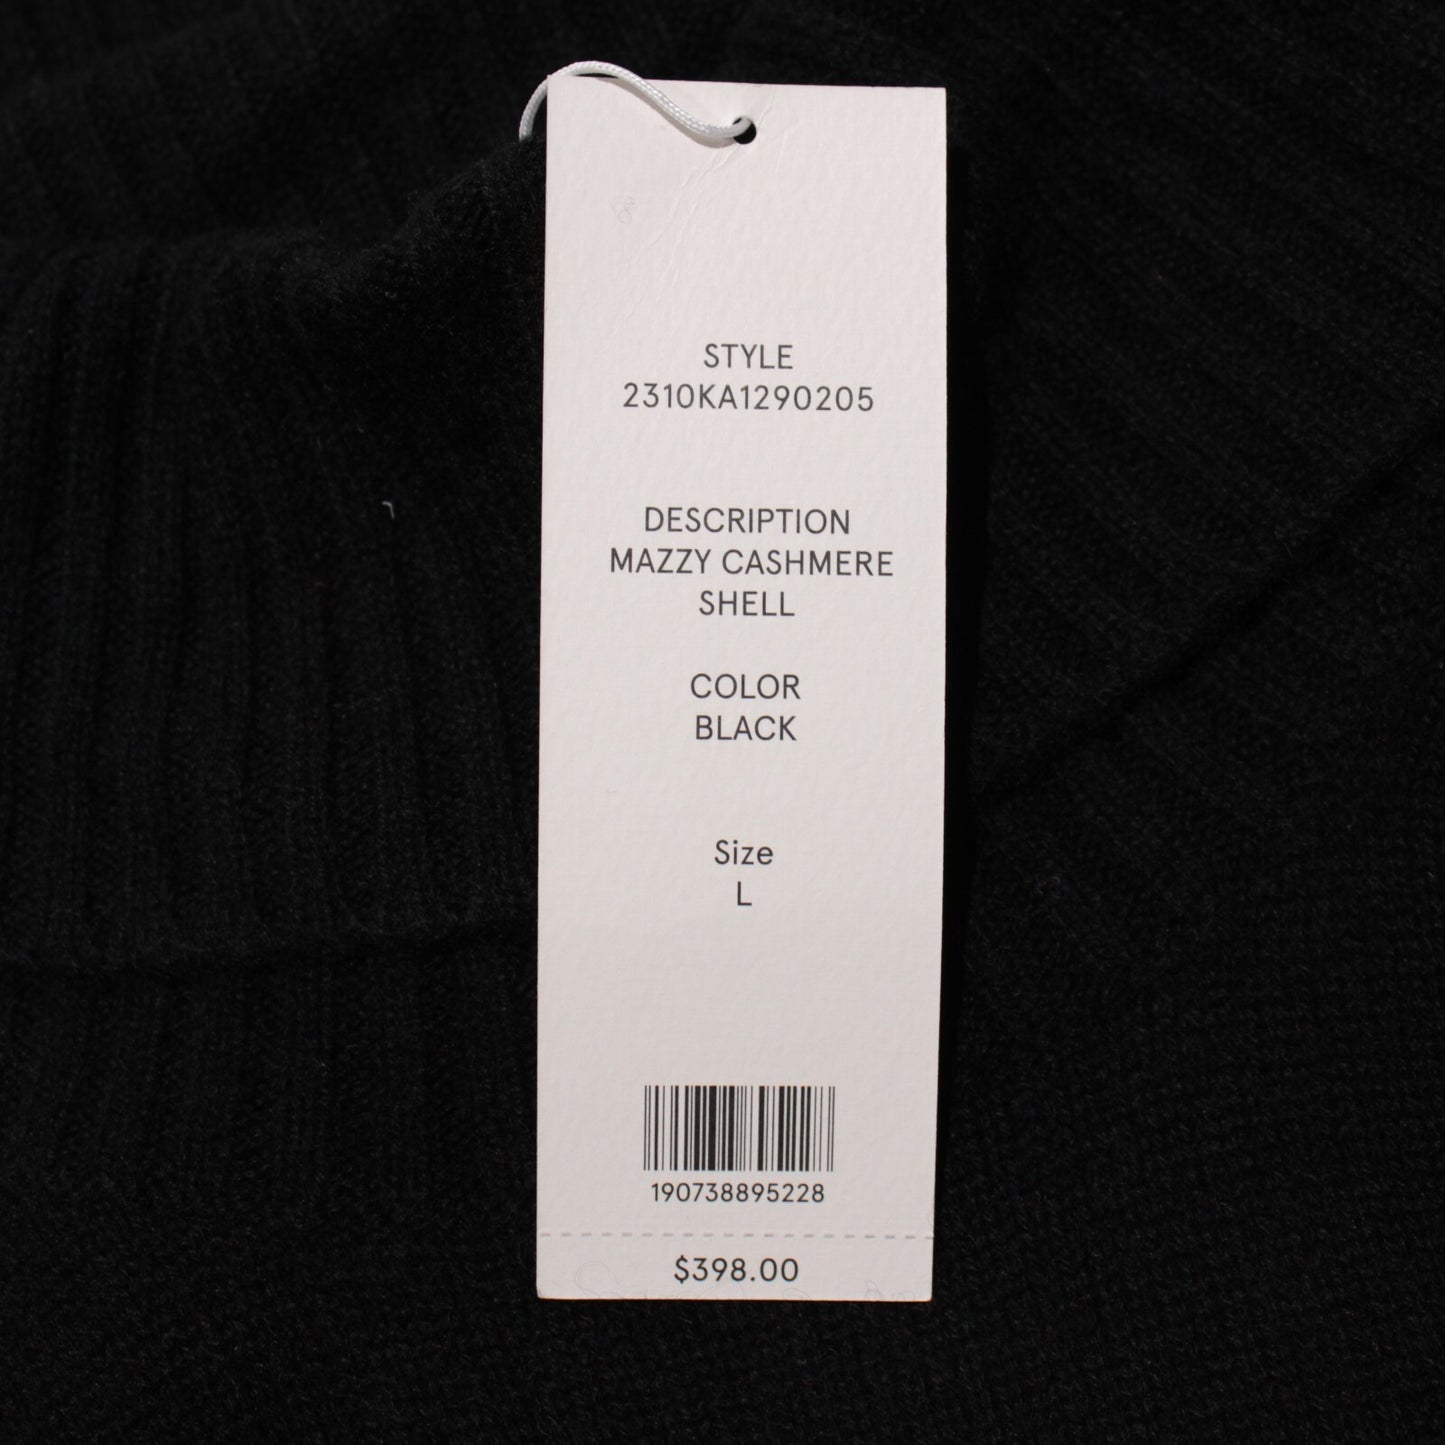 STYLE
2310KA1290205
DESCRIPTION
MAZZY CASHMERE
SHELL
COLOR
BLACK
Size
L
190738895228
$398.00